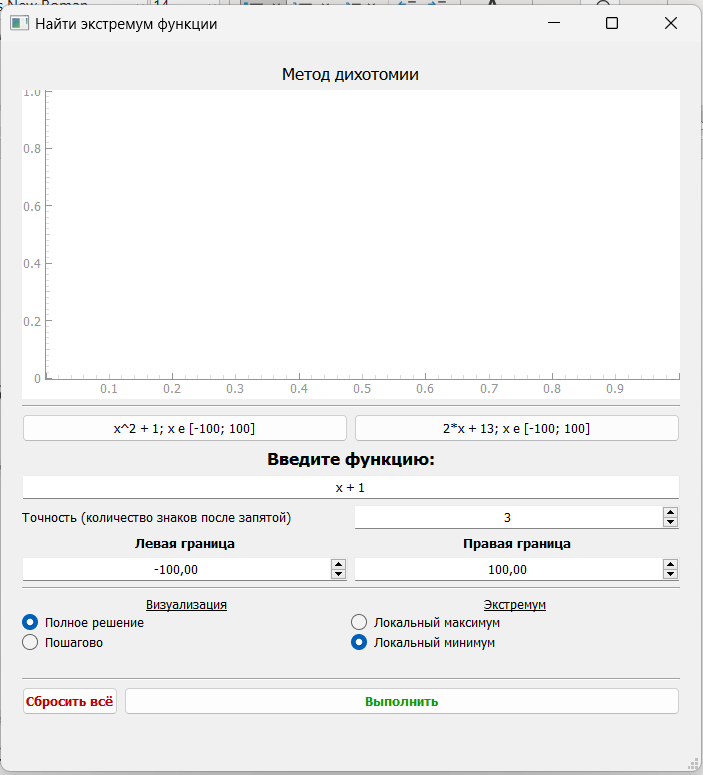 New Roman 14
Найти экстремум функции
Метод дихотомии
1.0
0.8
0.6
0.4
0.2
0
0.1 0.2 0.3 0.4 0.5 0.6 0.7 0.8 0.9
x^2 + 1; x e [-100; 100] 2*x + 13; x e [-100; 100]
Введите функцию:
x + 1
Точность (количество знаков после запятой) 3
Левая граница Правая граница
-100,00 100,00
Визуализация Экстремум
Полное решение Локальный максимум
Пошагово Локальный минимум
Сбросить всё Выполнить